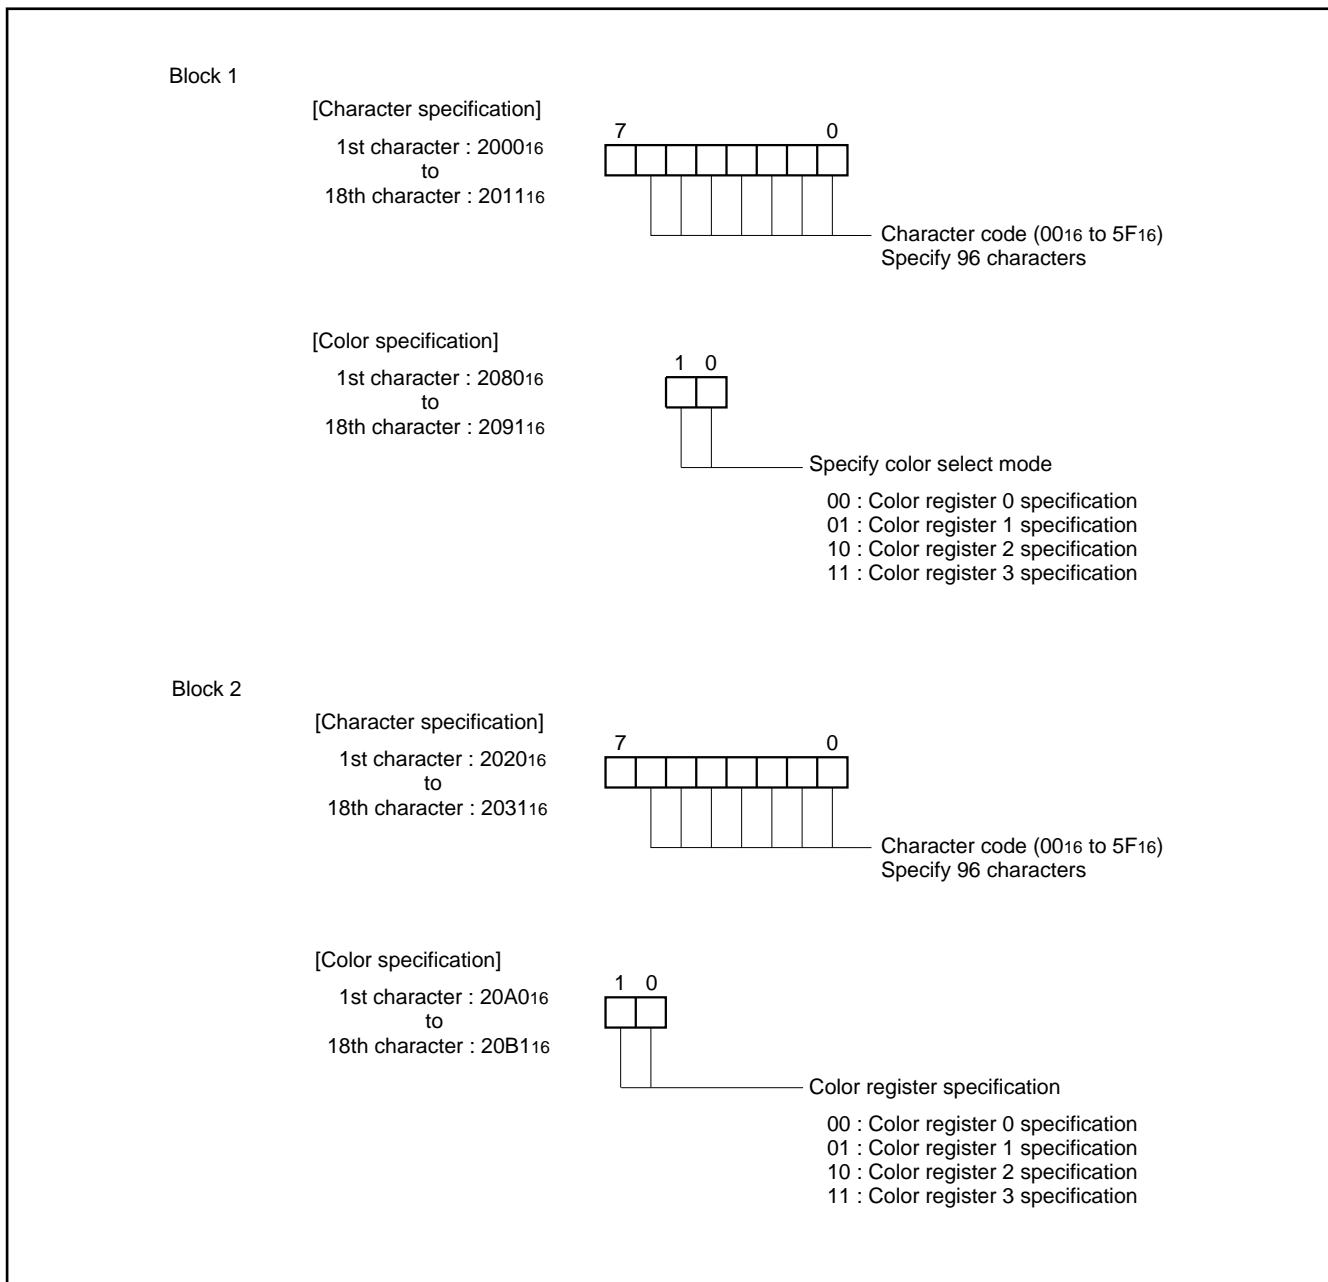 Block 1
[Character specification]
7 0
1st character : 2000₁₆
to
18th character : 2011₁₆
Character code (00₁₆ to 5F₁₆)
Specify 96 characters
[Color specification]
1 0
1st character : 2080₁₆
to
18th character : 2091₁₆
Specify color select mode
00 : Color register 0 specification
01 : Color register 1 specification
10 : Color register 2 specification
11 : Color register 3 specification
Block 2
[Character specification]
7 0
1st character : 2020₁₆
to
18th character : 2031₁₆
Character code (00₁₆ to 5F₁₆)
Specify 96 characters
[Color specification]
1 0
1st character : 20A0₁₆
to
18th character : 20B1₁₆
Color register specification
00 : Color register 0 specification
01 : Color register 1 specification
10 : Color register 2 specification
11 : Color register 3 specification